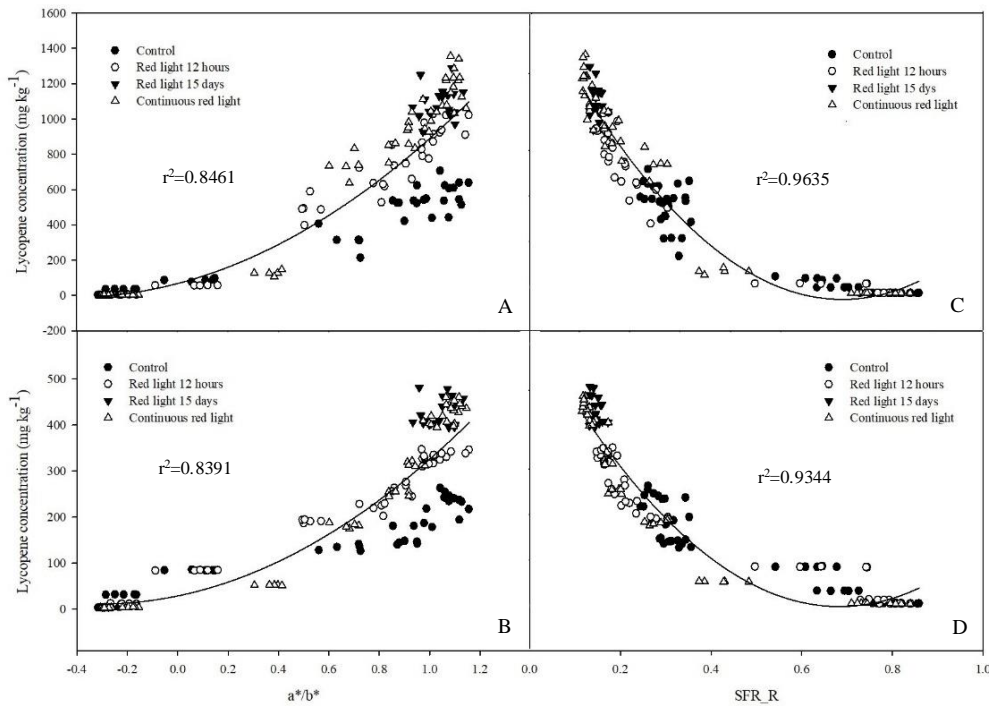 1600
1400
1200
1000
800
600
400
200
0
-200
Lycopene concentration (mg kg-1)
Control
Red light 12 hours
Red light 15 days
Continuous red light
r2=0.8461
A
Control
Red light 12 hours
Red light 15 dys
Continuous red light
r2=0.9635
C
500
400
300
200
100
0
Lycopene concentration (mg kg-1)
Control
Red light 12 hours
Red light 15 days
Continuous red light
r2=0.8391
B
Control
Red light 12 hours
Red light 15 days
Continuous red light
r2=0.9344
D
-0.4 -0.2 0.0 0.2 0.4 0.6 0.8 1.0 1.2
a*/b*
0.0 0.2 0.4 0.6 0.8 1.0
SFR_R